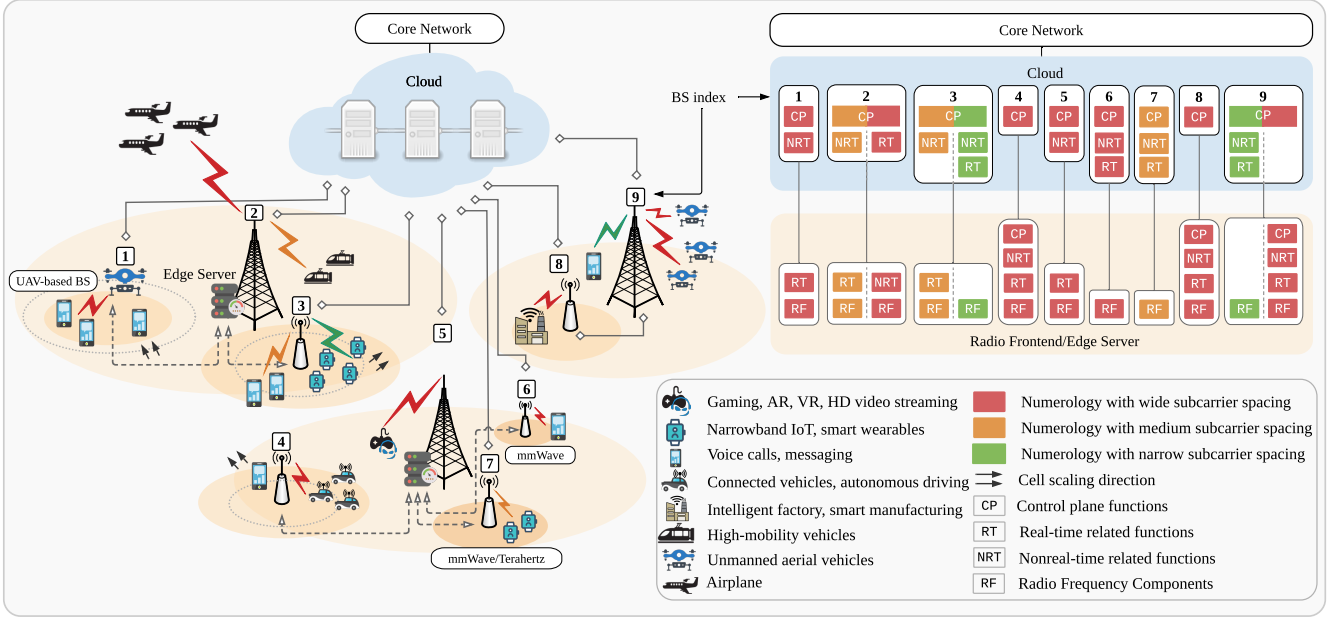 Core Network
Cloud
BS index
2
9
1
8
UAV-based BS
Edge Server
3
5
6
mmWave
4
7
mmWave/Terahertz
Core Network
Cloud
1 2 3 4 5 6 7 8 9
CP CP CP CP CP CP CP CP CP
NRT NRT RT NRT NRT NRT NRT NRT NRT
RT RT RT RT
CP CP CP
NRT NRT NRT
RT RT NRT RT RT RT RT RT
RF RF RF RF RF RF RF RF RF RF RF RF RF
Radio Frontend/Edge Server
Gaming, AR, VR, HD video streaming
Narrowband IoT, smart wearables
Voice calls, messaging
Connected vehicles, autonomous driving
Intelligent factory, smart manufacturing
High-mobility vehicles
Unmanned aerial vehicles
Airplane
Numerology with wide subcarrier spacing
Numerology with medium subcarrier spacing
Numerology with narrow subcarrier spacing
Cell scaling direction
CP Control plane functions
RT Real-time related functions
NRT Nonreal-time related functions
RF Radio Frequency Components